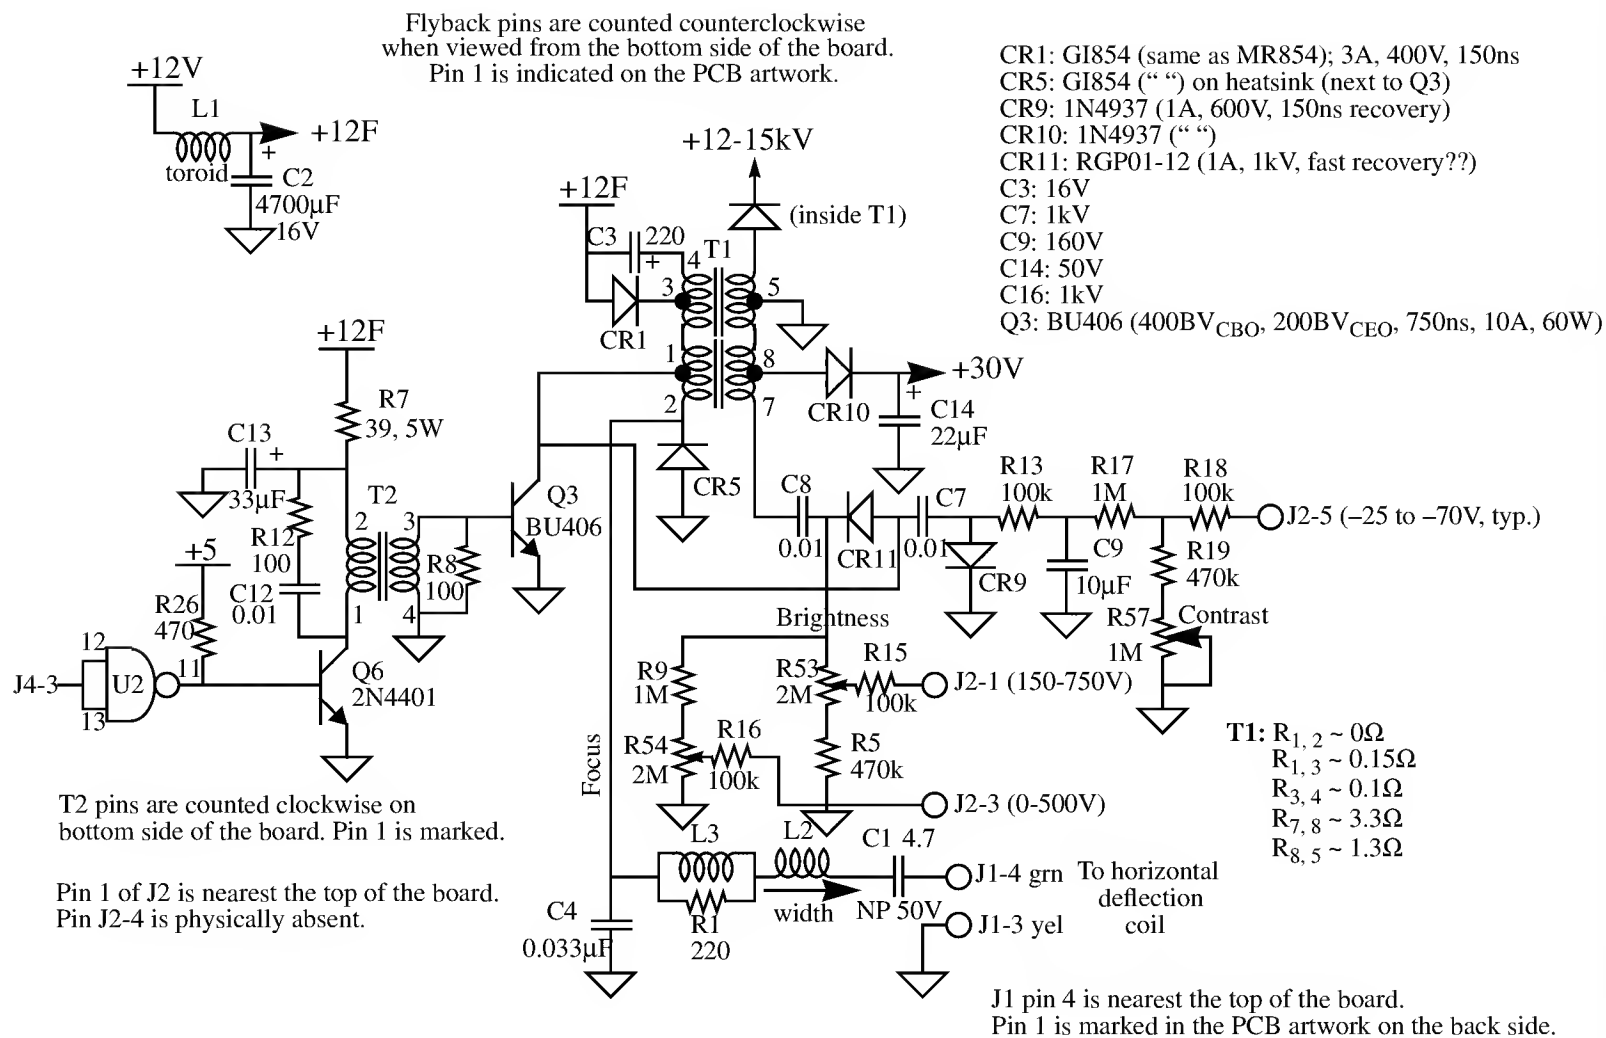 Flyback pins are counted counterclockwise
when viewed from the bottom side of the board.
Pin 1 is indicated on the PCB artwork.
CR1: GI854 (same as MR854); 3A, 400V, 150ns
CR5: GI854 (“ “) on heatsink (next to Q3)
CR9: 1N4937 (1A, 600V, 150ns recovery)
CR10: 1N4937 (“ “)
CR11: RGP01-12 (1A, 1kV, fast recovery??)
C3: 16V
C7: 1kV
C9: 160V
C14: 50V
C16: 1kV
Q3: BU406 (400BVCBO, 200BVCEO, 750ns, 10A, 60W)
+12V
L1
+12F
toroid
+
C2
4700µF
16V
+12-15kV
(inside T1)
+12F
C3
220
+
T1
4
3
5
CR1
1
8
2
7
CR10
+30V
+
C14
22µF
CR5
+12F
R7
39, 5W
C13
+
33µF
R12
100
C12
0.01
T2
2
3
1
4
R8
100
Q3
BU406
+5
R26
470
12
13
11
J4-3
U2
Q6
2N4401
C8
0.01
CR11
C7
0.01
CR9
R13
100k
R17
1M
R18
100k
J2-5 (–25 to –70V, typ.)
C9
10µF
R19
470k
R57
1M
Contrast
Brightness
R9
1M
R53
2M
R15
100k
J2-1 (150-750V)
R54
2M
R16
100k
R5
470k
J2-3 (0-500V)
Focus
T1: R1, 2 ~ 0Ω
R1, 3 ~ 0.15Ω
R3, 4 ~ 0.1Ω
R7, 8 ~ 3.3Ω
R8, 5 ~ 1.3Ω
T2 pins are counted clockwise on
bottom side of the board. Pin 1 is marked.
Pin 1 of J2 is nearest the top of the board.
Pin J2-4 is physically absent.
L3
R1
220
L2
width
C1 4.7
NP 50V
J1-4 grn
J1-3 yel
To horizontal
deflection
coil
C4
0.033µF
J1 pin 4 is nearest the top of the board.
Pin 1 is marked in the PCB artwork on the back side.